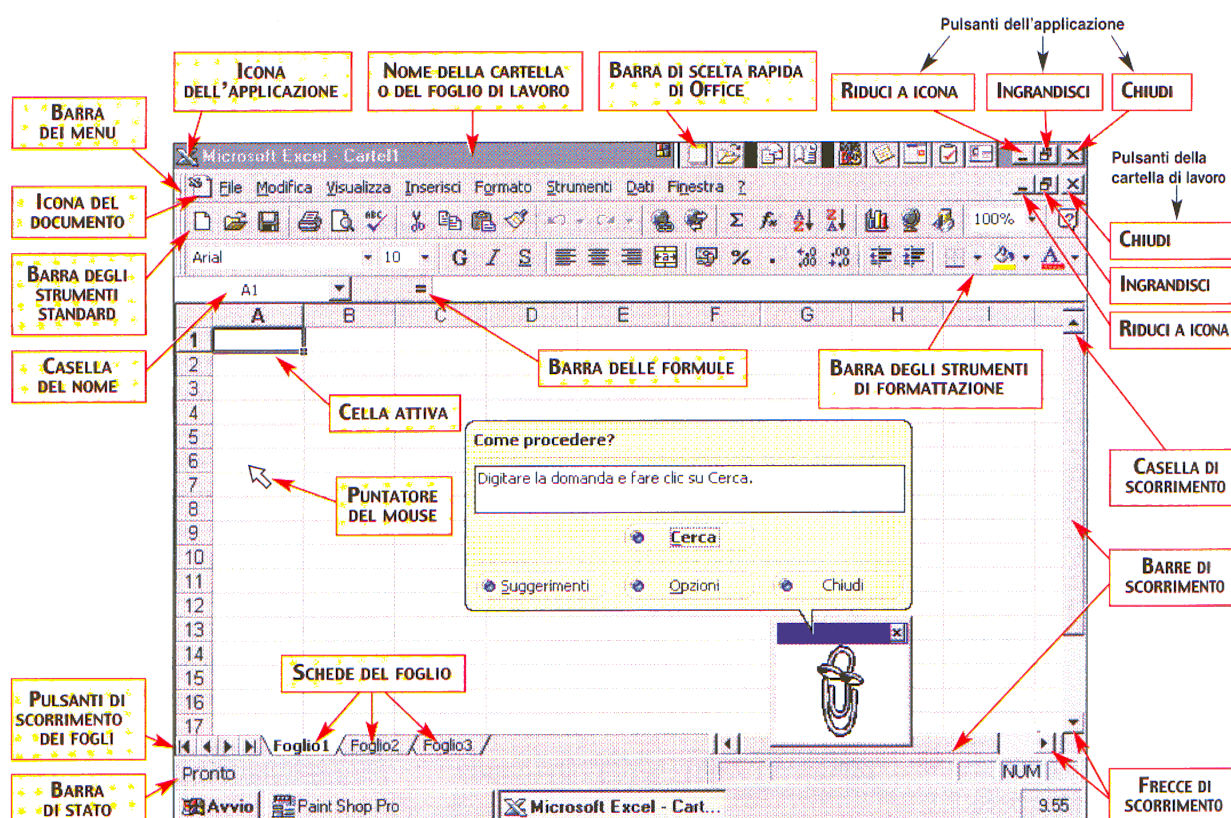 Pulsanti dell'applicazione
ICONA
DELL'APPLICAZIONE
NOME DELLA CARTELLA
O DEL FOGLIO DI LAVORO
BARRA DI SCELTA RAPIDA
DI OFFICE
RIDUCI A ICONA
INGRANDISCI
CHIUDI
BARRA
DEI MENU
Microsoft Excel - Cartel1
Pulsanti della
cartella di lavoro
File Modifica Visualizza Inserisci Formato Strumenti Dati Finestra ?
ICONA DEL
DOCUMENTO
100%
CHIUDI
Arial 10 G I S
BARRA DEGLI
STRUMENTI
STANDARD
INGRANDISCI
A1 =
A B C D E F G H I
RIDUCI A ICONA
1
2
3
4
5
6
7
8
9
10
11
12
13
14
15
16
17
CASELLA
DEL NOME
BARRA DELLE FORMULE
BARRA DEGLI STRUMENTI
DI FORMATTAZIONE
CELLA ATTIVA
Come procedere?
Digitare la domanda e fare clic su Cerca.
CASELLA DI
SCORRIMENTO
PUNTATORE
DEL MOUSE
Cerca
BARRE DI
SCORRIMENTO
Suggerimenti Opzioni Chiudi
SCHEDE DEL FOGLIO
PULSANTI DI
SCORRIMENTO
DEI FOGLI
Foglio1 Foglio2 Foglio3
Pronto NUM
BARRA
DI STATO
FRECCE DI
SCORRIMENTO
Avvio Paint Shop Pro Microsoft Excel - Cart... 9.55